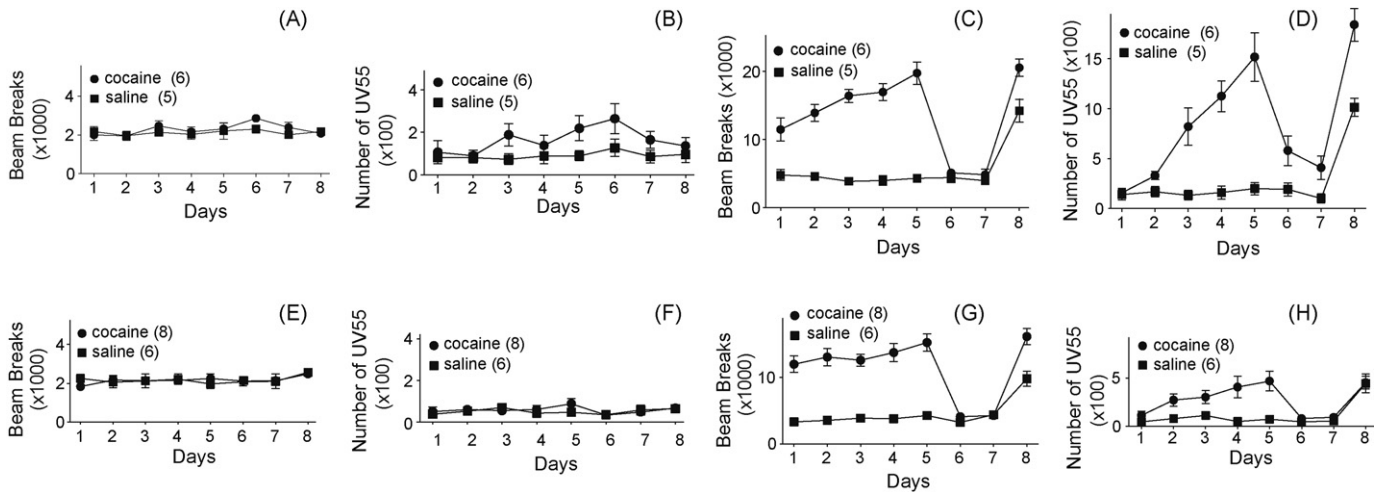 (A)
Beam Breaks
(x1000)
cocaine (6)
saline (5)
4
2
0
1 2 3 4 5 6 7 8
Days
(B)
Number of UV55
(x100)
cocaine (6)
saline (5)
4
2
0
1 2 3 4 5 6 7 8
Days
(C)
Beam Breaks (x1000)
cocaine (6)
saline (5)
20
10
0
1 2 3 4 5 6 7 8
Days
(D)
Number of UV55 (x100)
cocaine (6)
saline (5)
15
10
5
0
1 2 3 4 5 6 7 8
Days
(E)
Beam Breaks
(x1000)
cocaine (8)
saline (6)
4
2
0
1 2 3 4 5 6 7 8
Days
(F)
Number of UV55
(x100)
cocaine (8)
saline (6)
4
2
0
1 2 3 4 5 6 7 8
Days
(G)
Beam Breaks
(x1000)
cocaine (8)
saline (6)
10
0
1 2 3 4 5 6 7 8
Days
(H)
Number of UV55
(x100)
cocaine (8)
saline (6)
5
0
1 2 3 4 5 6 7 8
Days